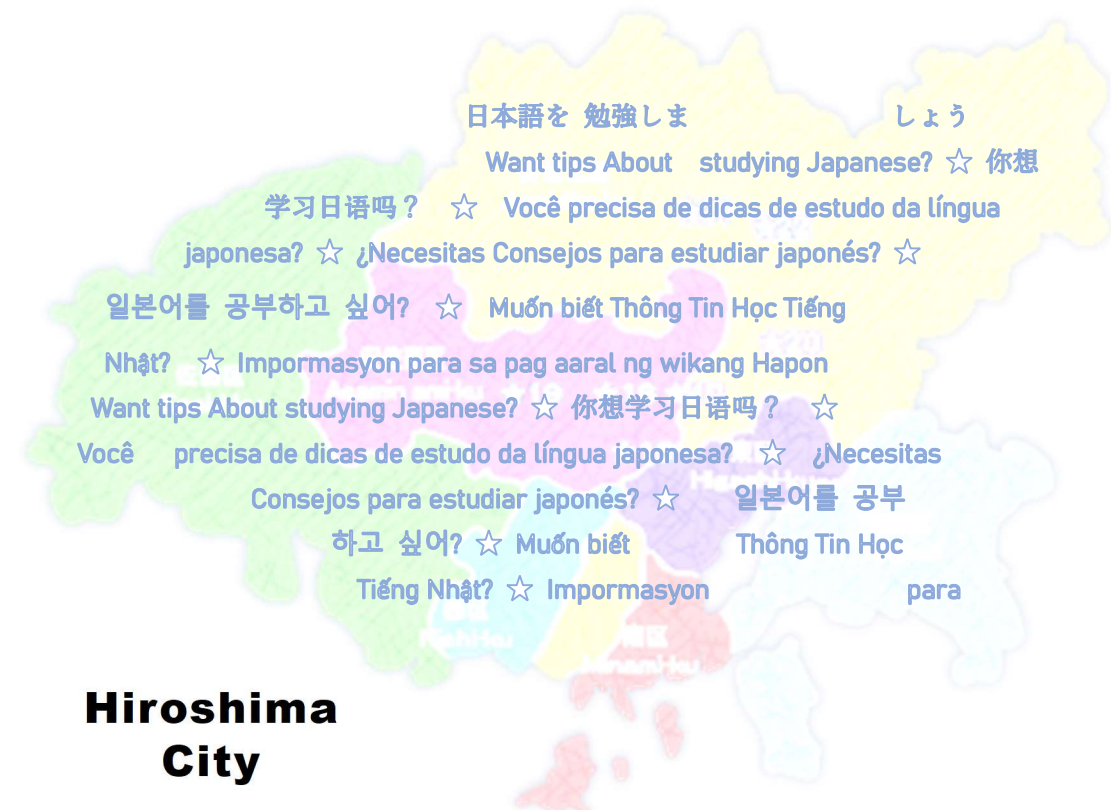 日本語を 勉強しま しょう
Want tips About studying Japanese? ☆ 你想
学习日语吗？ ☆ Você precisa de dicas de estudo da língua
japonesa? ☆ ¿Necesitas Consejos para estudiar japonés? ☆
일본어를 공부하고 싶어? ☆ Muốn biết Thông Tin Học Tiếng
Nhật? ☆ Impormasyon para sa pag aaral ng wikang Hapon
Want tips About studying Japanese? ☆ 你想学习日语吗？ ☆
Você precisa de dicas de estudo da língua japonesa? ☆ ¿Necesitas
Consejos para estudiar japonés? ☆ 일본어를 공부
하고 싶어? ☆ Muốn biết Thông Tin Học
Tiếng Nhật? ☆ Impormasyon para
南区
Minami-ku
Hiroshima
City